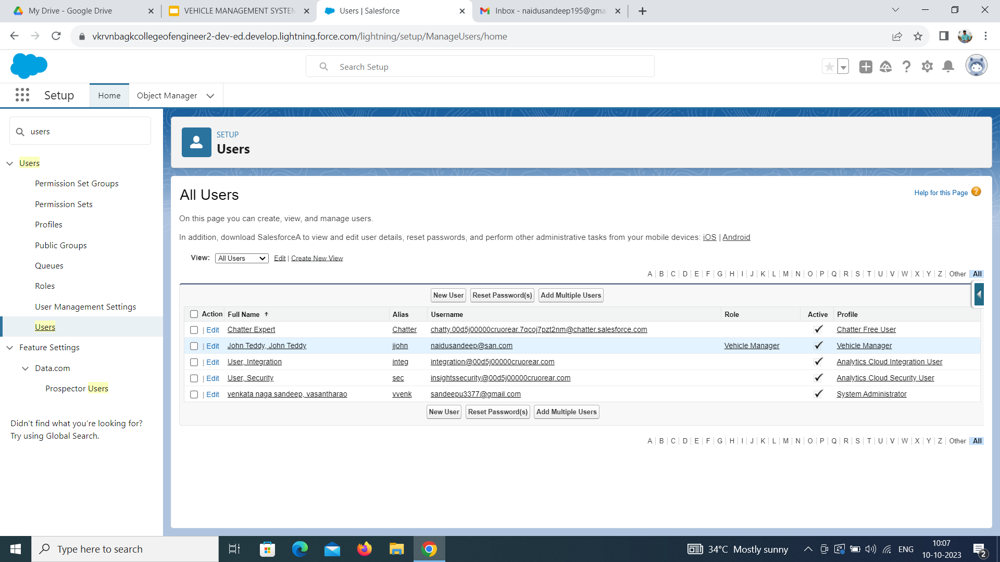 My Drive - Google Drive
VEHICLE MANAGEMENT SYSTEM
Users | Salesforce
Inbox - naidusandeep195@gma
vkrvnbagkcollegeofengineer2-dev-ed.develop.lightning.force.com/lightning/setup/ManageUsers/home
Search Setup
Setup
Home
Object Manager
users
Users
Permission Set Groups
Permission Sets
Profiles
Public Groups
Queues
Roles
User Management Settings
Users
Feature Settings
Data.com
Prospector Users
Didn't find what you're looking for?
Try using Global Search.
SETUP
Users
All Users
Help for this Page ?
On this page you can create, view, and manage users.
In addition, download SalesforceA to view and edit user details, reset passwords, and perform other administrative tasks from your mobile devices: iOS | Android
View: All Users Edit | Create New View
A | B | C | D | E | F | G | H | I | J | K | L | M | N | O | P | Q | R | S | T | U | V | W | X | Y | Z | Other All
New User Reset Password(s) Add Multiple Users
Action Full Name ↑ Alias Username Role Active Profile
| Edit Chatter Expert Chatter chatty.00d5j00000cruorear.7qcoj7pzt2nm@chatter.salesforce.com ✓ Chatter Free User
| Edit John Teddy, John Teddy jjohn naidusandeep@san.com Vehicle Manager ✓ Vehicle Manager
| Edit User, Integration integ integration@00d5j00000cruorear.com ✓ Analytics Cloud Integration User
| Edit User, Security sec insightssecurity@00d5j00000cruorear.com ✓ Analytics Cloud Security User
| Edit venkata naga sandeep, vasantharao vvenk sandeepu3377@gmail.com ✓ System Administrator
New User Reset Password(s) Add Multiple Users
A | B | C | D | E | F | G | H | I | J | K | L | M | N | O | P | Q | R | S | T | U | V | W | X | Y | Z | Other All
Type here to search
34°C Mostly sunny
ENG
10:07
10-10-2023
2